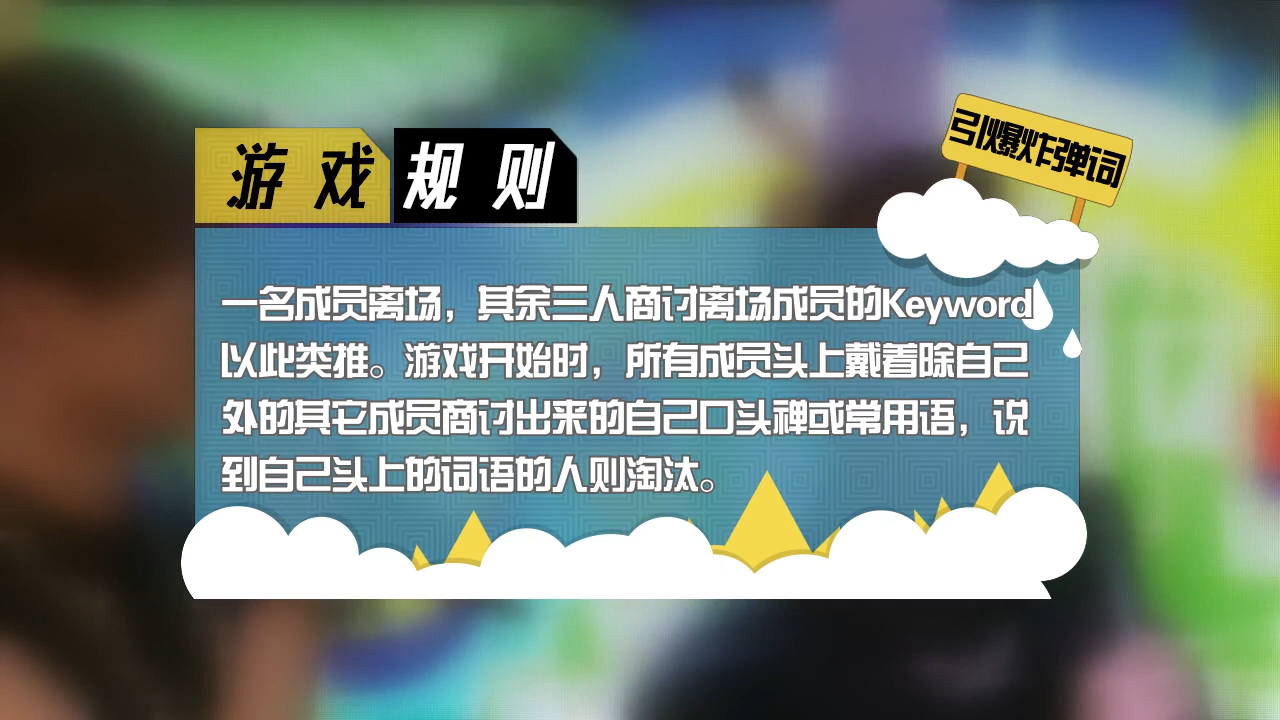 游戏规则
引爆炸弹词
一名成员离场，其余三人商讨离场成员的Keyword
以此类推。游戏开始时，所有成员头上戴着除自己
外的其它成员商讨出来的自己口头禅或常用语，说
到自己头上的词语的人则淘汰。